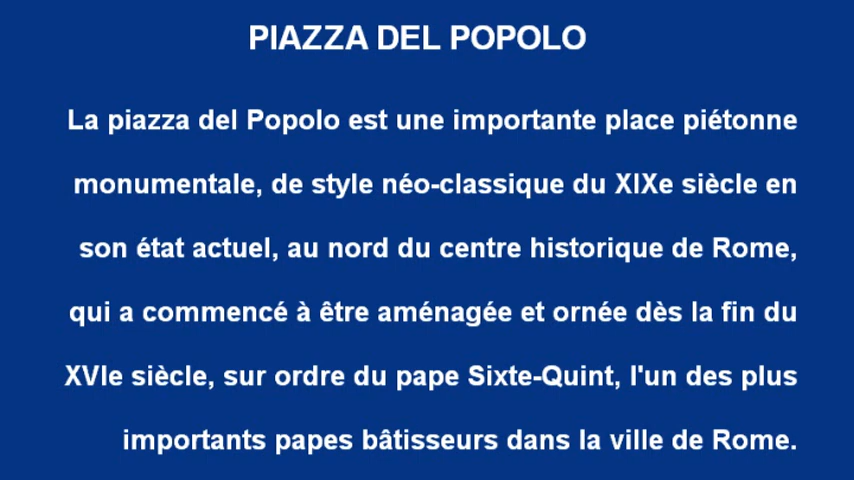 PIAZZA DEL POPOLO
La piazza del Popolo est une importante place piétonne
monumentale, de style néo-classique du XIXe siècle en
son état actuel, au nord du centre historique de Rome,
qui a commencé à être aménagée et ornée dès la fin du
XVIe siècle, sur ordre du pape Sixte-Quint, l'un des plus
importants papes bâtisseurs dans la ville de Rome.